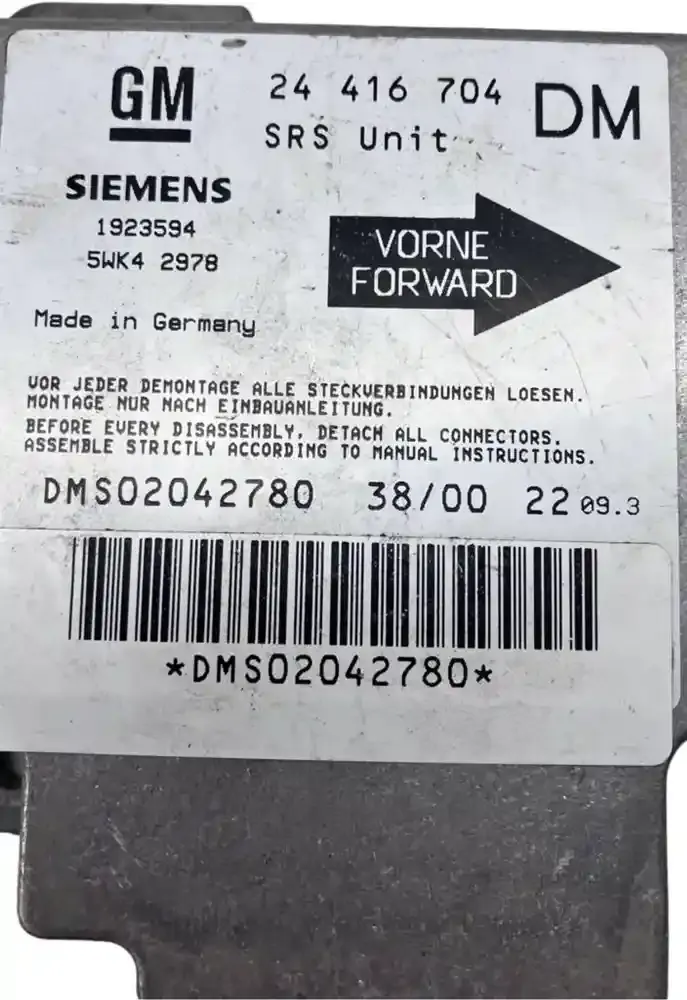 GM
24 416 704
DM
SRS Unit
SIEMENS
1923594
5WK4 2978
VORNE
FORWARD
Made in Germany
VOR JEDER DEMONTAGE ALLE STECKVERBINDUNGEN LOESEN.
MONTAGE NUR NACH EINBAUANLEITUNG.
BEFORE EVERY DISASSEMBLY, DETACH ALL CONNECTORS.
ASSEMBLE STRICTLY ACCORDING TO MANUAL INSTRUCTIONS.
DMS02042780 38/00 22 09.3
*DMS02042780*